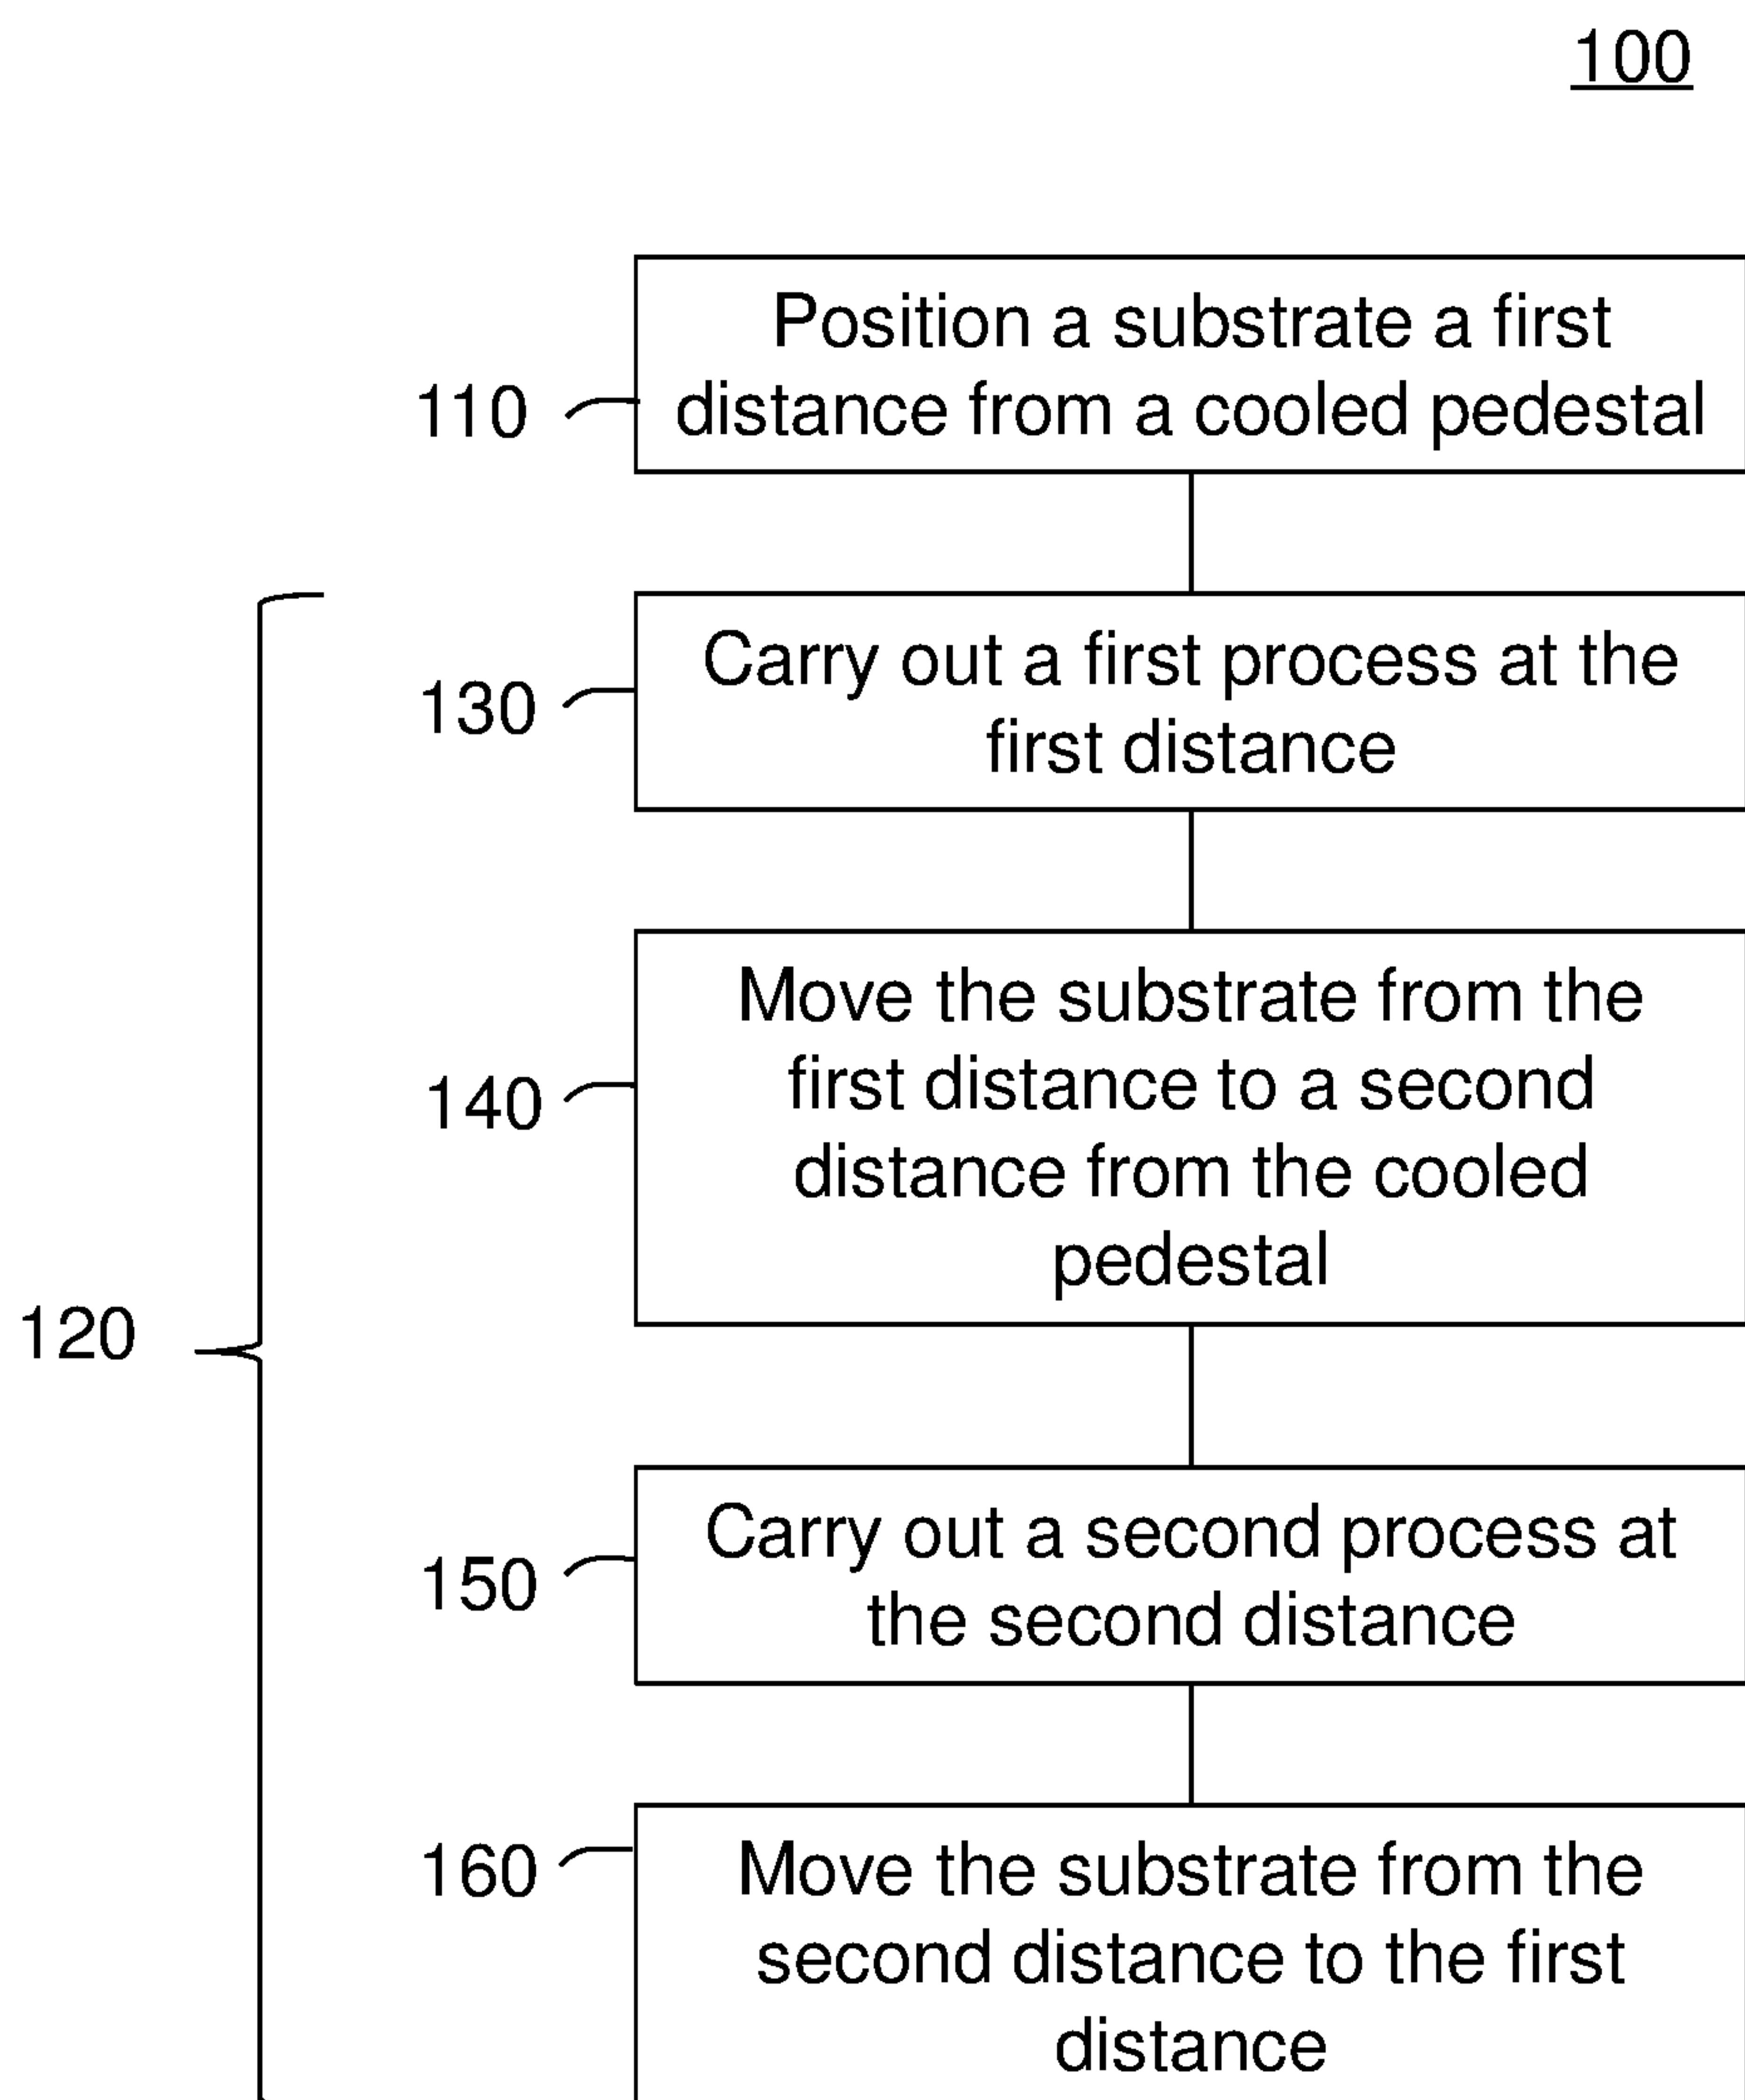 100
Position a substrate a first
distance from a cooled pedestal
110
Carry out a first process at the
first distance
130
Move the substrate from the
first distance to a second
distance from the cooled
pedestal
140
120
Carry out a second process at
the second distance
150
160
Move the substrate from the
second distance to the first
distance